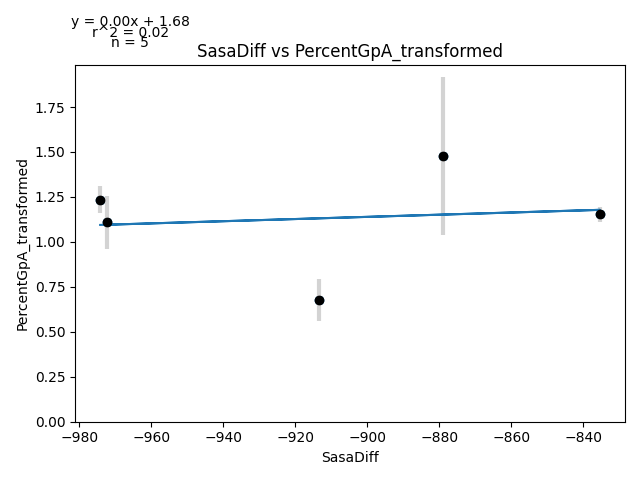 y = 0.00x + 1.68
r^2 = 0.02
n = 5
SasaDiff vs PercentGpA_transformed
PercentGpA_transformed
1.75
1.50
1.25
1.00
0.75
0.50
0.25
0.00
−980 −960 −940 −920 −900 −880 −860 −840
SasaDiff